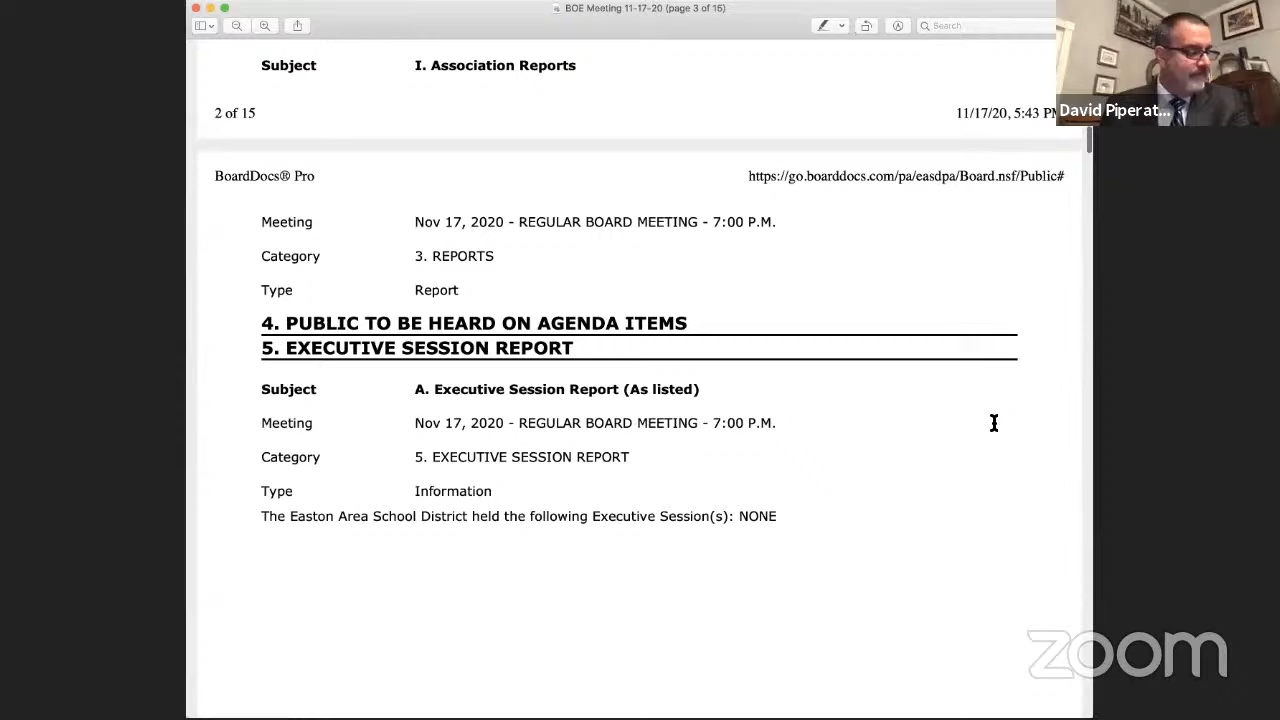 BOE Meeting 11-17-20 (page 3 of 15)
Search
Subject I. Association Reports
2 of 15 11/17/20, 5:43 PM
David Piperat...
BoardDocs® Pro https://go.boarddocs.com/pa/easdpa/Board.nsf/Public#
Meeting Nov 17, 2020 - REGULAR BOARD MEETING - 7:00 P.M.
Category 3. REPORTS
Type Report
4. PUBLIC TO BE HEARD ON AGENDA ITEMS
5. EXECUTIVE SESSION REPORT
Subject A. Executive Session Report (As listed)
Meeting Nov 17, 2020 - REGULAR BOARD MEETING - 7:00 P.M.
Category 5. EXECUTIVE SESSION REPORT
Type Information
The Easton Area School District held the following Executive Session(s): NONE
zoom